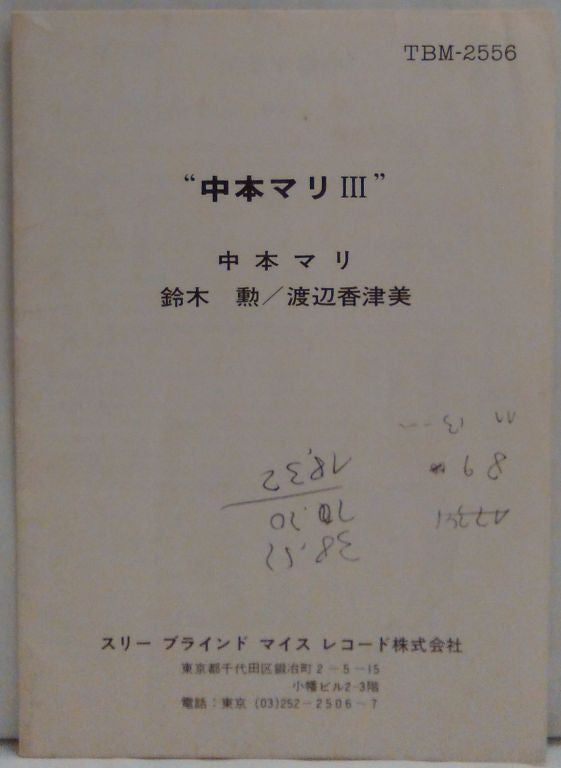 TBM-2556
“中本マリ III”
中本マリ
鈴木　勲／渡辺香津美
スリー ブラインド マイス レコード株式会社
東京都千代田区鍛冶町2－5－15
小幡ビル2-3階
電話：東京 (03)252－2506－7